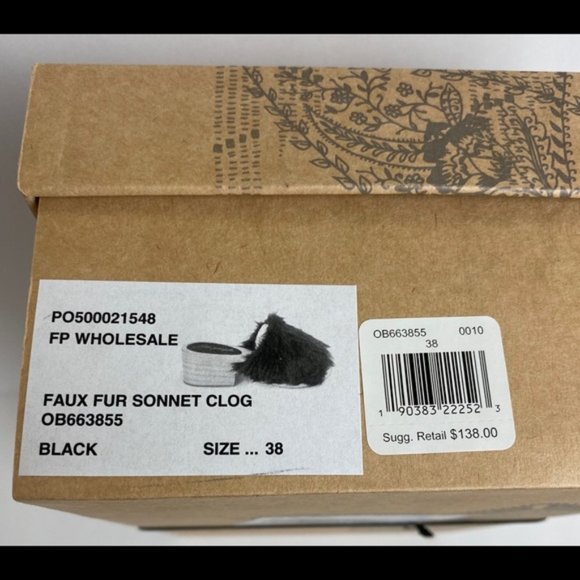 PO500021548
FP WHOLESALE
FAUX FUR SONNET CLOG
OB663855
BLACK SIZE ... 38
OB663855 0010
38
1 90383 22252 3
Sugg. Retail $138.00